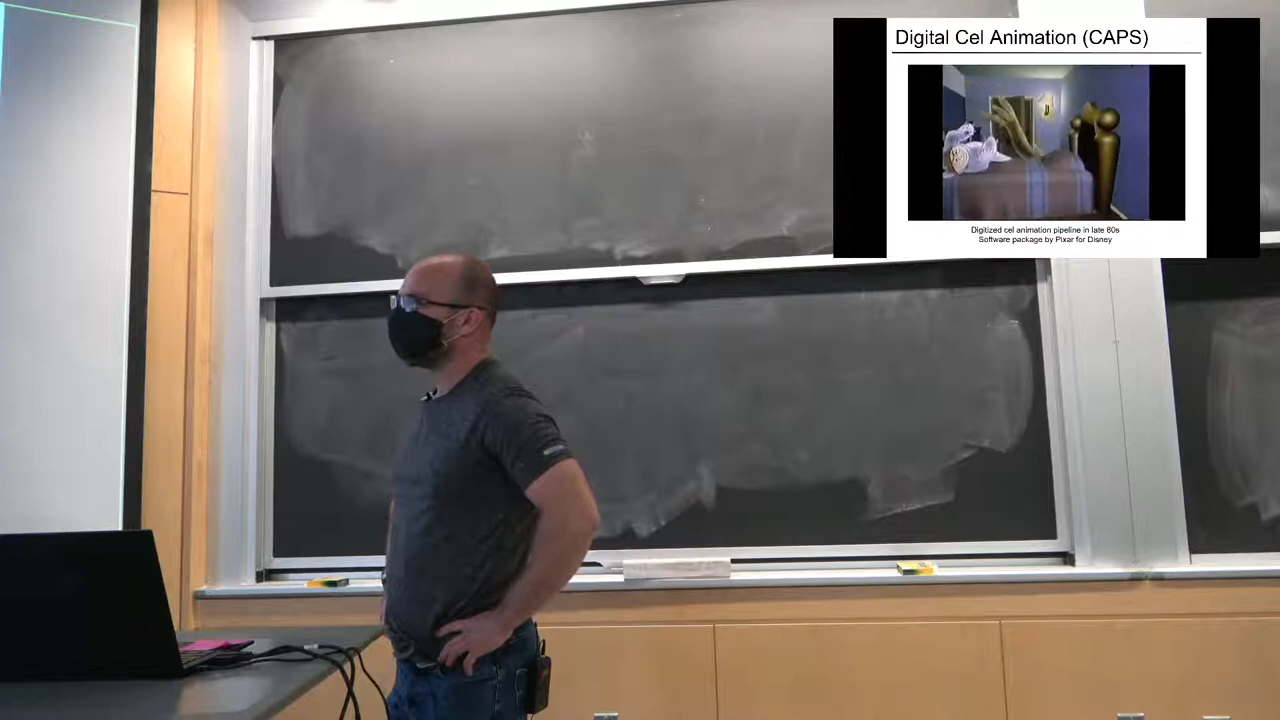 Digital Cel Animation (CAPS)
Digitized cel animation pipeline in late 80s
Software package by Pixar for Disney